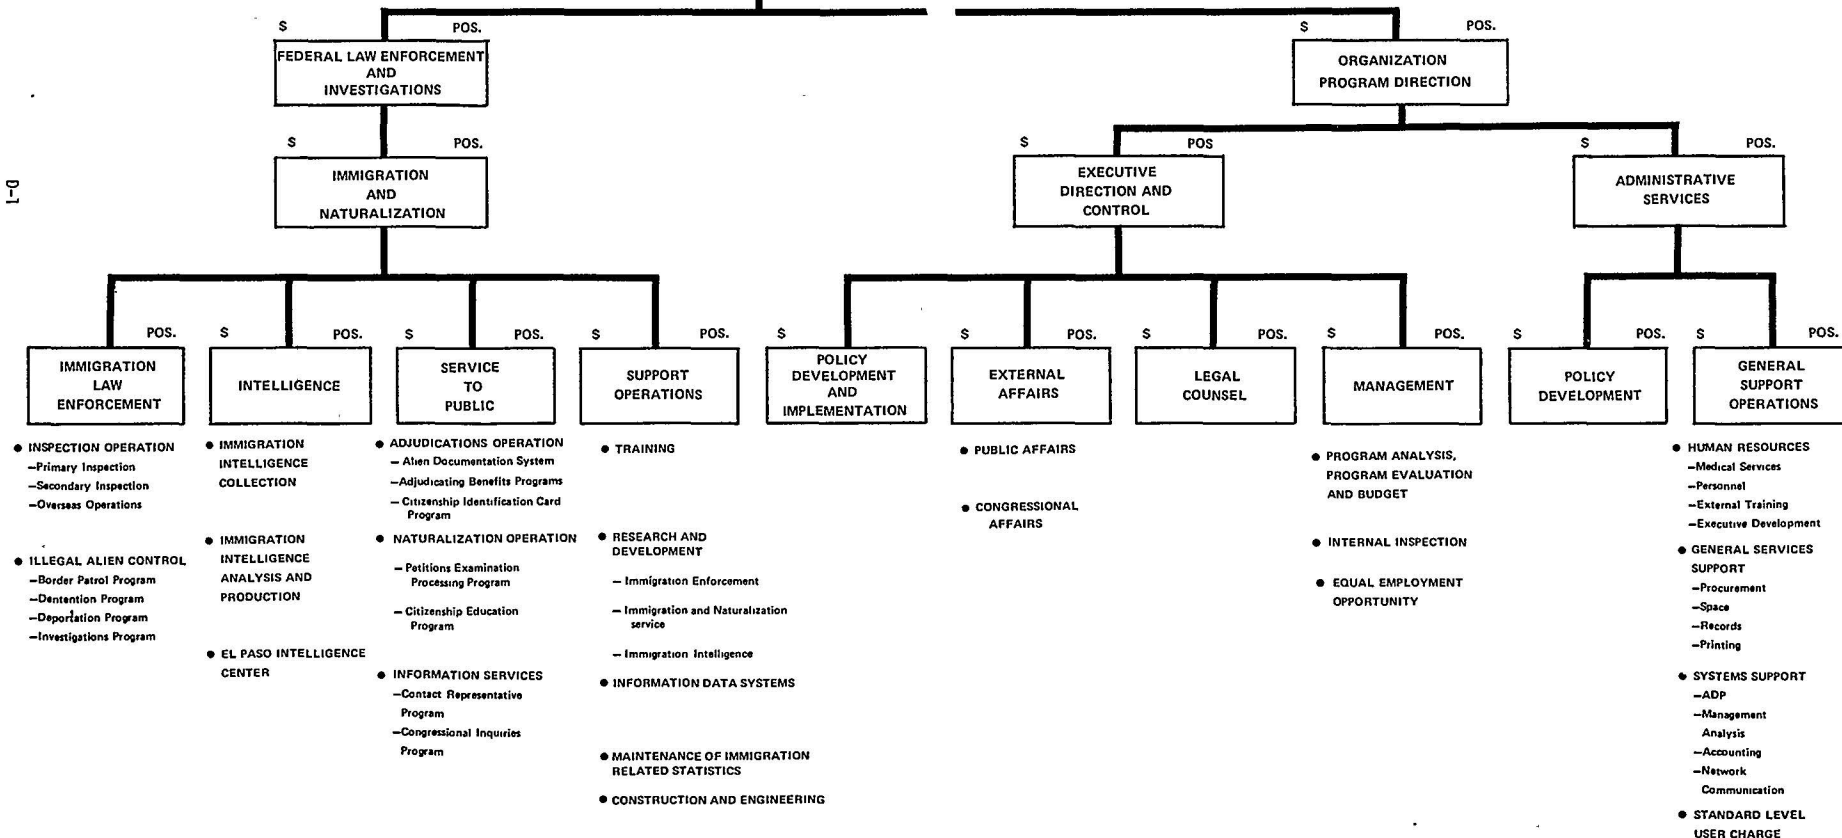 $ POS.
FEDERAL LAW ENFORCEMENT
AND
INVESTIGATIONS
$ POS.
ORGANIZATION
PROGRAM DIRECTION
$ POS.
IMMIGRATION
AND
NATURALIZATION
$ POS
EXECUTIVE
DIRECTION AND
CONTROL
$ POS.
ADMINISTRATIVE
SERVICES
D-1
POS.
IMMIGRATION
LAW
ENFORCEMENT
● INSPECTION OPERATION
—Primary Inspection
—Secondary Inspection
—Overseas Operations
● ILLEGAL ALIEN CONTROL
—Border Patrol Program
—Dentention Program
—Deportation Program
—Investigations Program
$ POS.
INTELLIGENCE
● IMMIGRATION
INTELLIGENCE
COLLECTION
● IMMIGRATION
INTELLIGENCE
ANALYSIS AND
PRODUCTION
● EL PASO INTELLIGENCE
CENTER
$ POS.
SERVICE
TO
PUBLIC
● ADJUDICATIONS OPERATION
— Alien Documentation System
—Adjudicating Benefits Programs
— Citizenship Identification Card
Program
● NATURALIZATION OPERATION
— Petitions Examination
Processing Program
— Citizenship Education
Program
● INFORMATION SERVICES
—Contact Representative
Program
—Congressional Inquiries
Program
$ POS.
SUPPORT
OPERATIONS
● TRAINING
● RESEARCH AND
DEVELOPMENT
— Immigration Enforcement
— Immigration and Naturalization
service
— Immigration Intelligence
● INFORMATION DATA SYSTEMS
● MAINTENANCE OF IMMIGRATION
RELATED STATISTICS
● CONSTRUCTION AND ENGINEERING
$ POS.
POLICY
DEVELOPMENT
AND
IMPLEMENTATION
$ POS.
EXTERNAL
AFFAIRS
● PUBLIC AFFAIRS
● CONGRESSIONAL
AFFAIRS
$ POS.
LEGAL
COUNSEL
$ POS.
MANAGEMENT
● PROGRAM ANALYSIS,
PROGRAM EVALUATION
AND BUDGET
● INTERNAL INSPECTION
● EQUAL EMPLOYMENT
OPPORTUNITY
$ POS.
POLICY
DEVELOPMENT
$ POS.
GENERAL
SUPPORT
OPERATIONS
● HUMAN RESOURCES
—Medical Services
—Personnel
—External Training
—Executive Development
● GENERAL SERVICES
SUPPORT
—Procurement
—Space
—Records
—Printing
● SYSTEMS SUPPORT
—ADP
—Management
Analysis
—Accounting
—Network
Communication
● STANDARD LEVEL
USER CHARGE